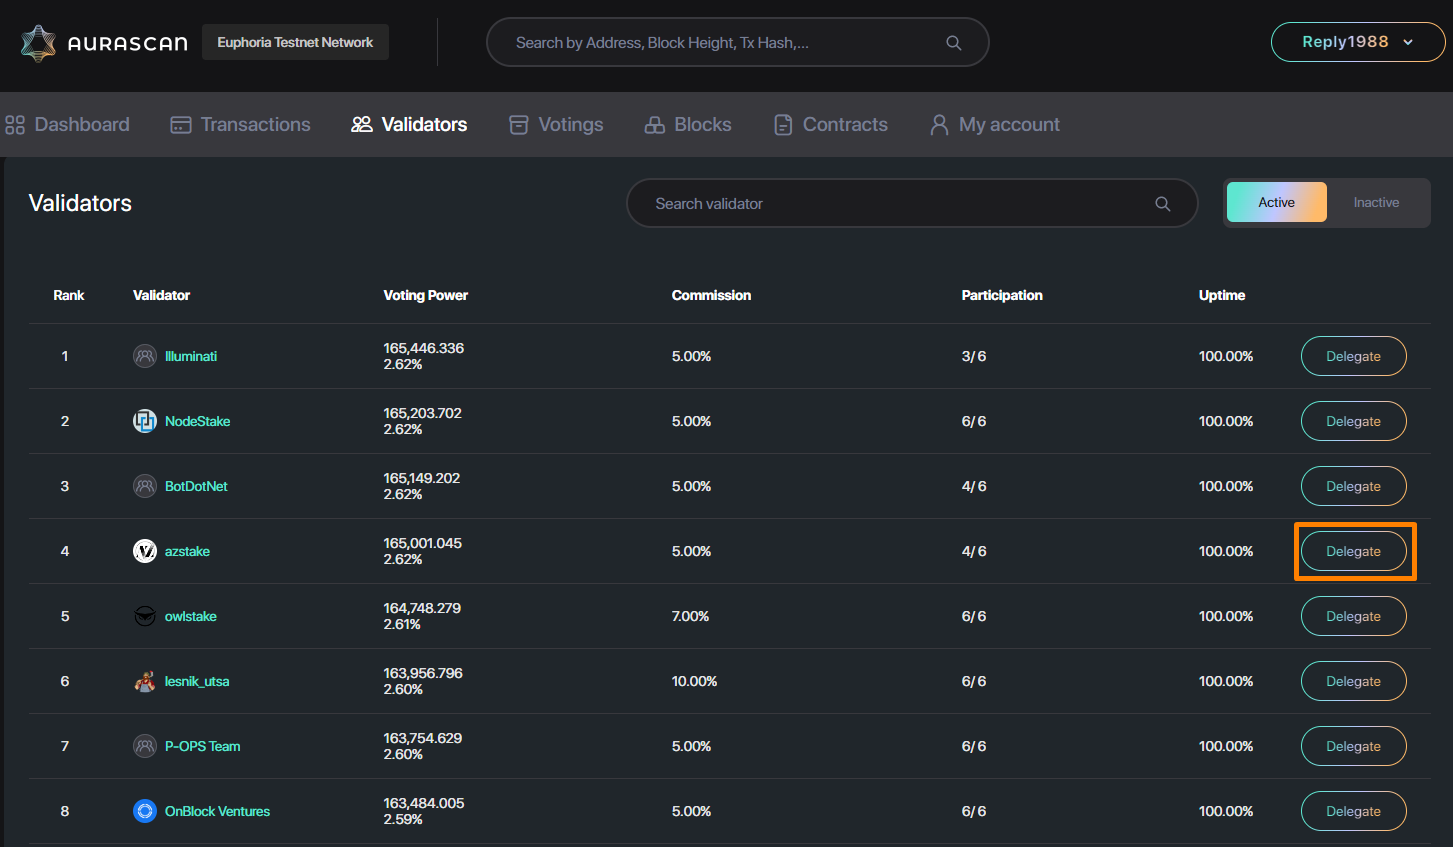 AURASCAN
Euphoria Testnet Network
Search by Address, Block Height, Tx Hash,...
Reply1988
Dashboard
Transactions
Validators
Votings
Blocks
Contracts
My account
Validators
Search validator
Active
Inactive
Rank Validator Voting Power Commission Participation Uptime
1 Illuminati 165,446.336 5.00% 3/ 6 100.00% Delegate
2.62%
2 NodeStake 165,203.702 5.00% 6/ 6 100.00% Delegate
2.62%
3 BotDotNet 165,149.202 5.00% 4/ 6 100.00% Delegate
2.62%
4 azstake 165,001.045 5.00% 4/ 6 100.00% Delegate
2.62%
5 owlstake 164,748.279 7.00% 6/ 6 100.00% Delegate
2.61%
6 lesnik_utsa 163,956.796 10.00% 6/ 6 100.00% Delegate
2.60%
7 P-OPS Team 163,754.629 5.00% 6/ 6 100.00% Delegate
2.60%
8 OnBlock Ventures 163,484.005 5.00% 6/ 6 100.00% Delegate
2.59%